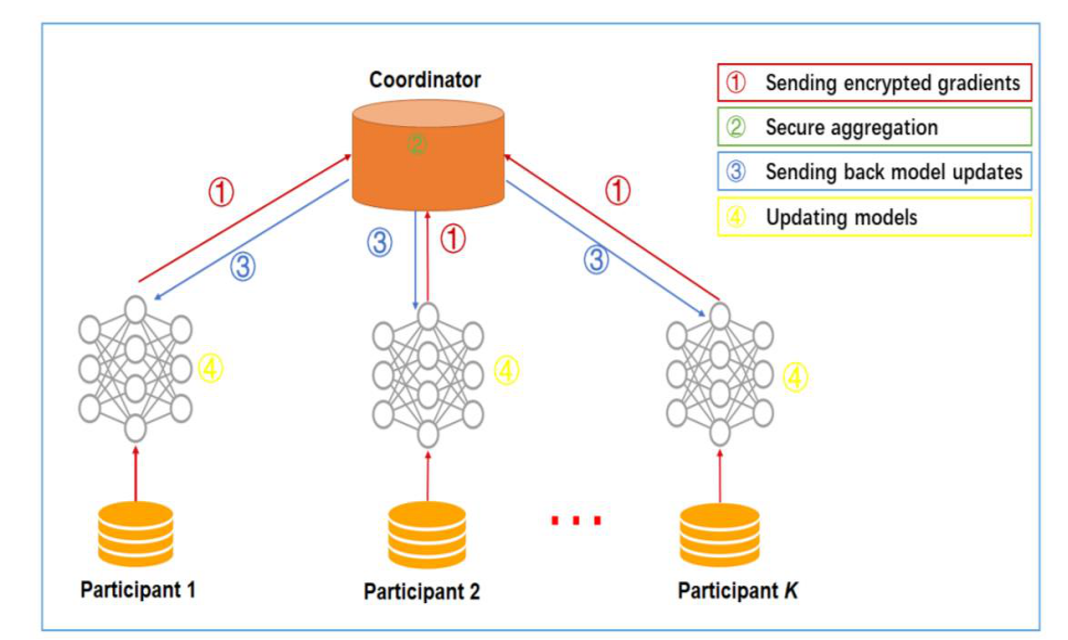 Coordinator
① Sending encrypted gradients
② Secure aggregation
③ Sending back model updates
④ Updating models
②
① ①
③ ① ③ ③
④ ④ ④
...
Participant 1 Participant 2 Participant K